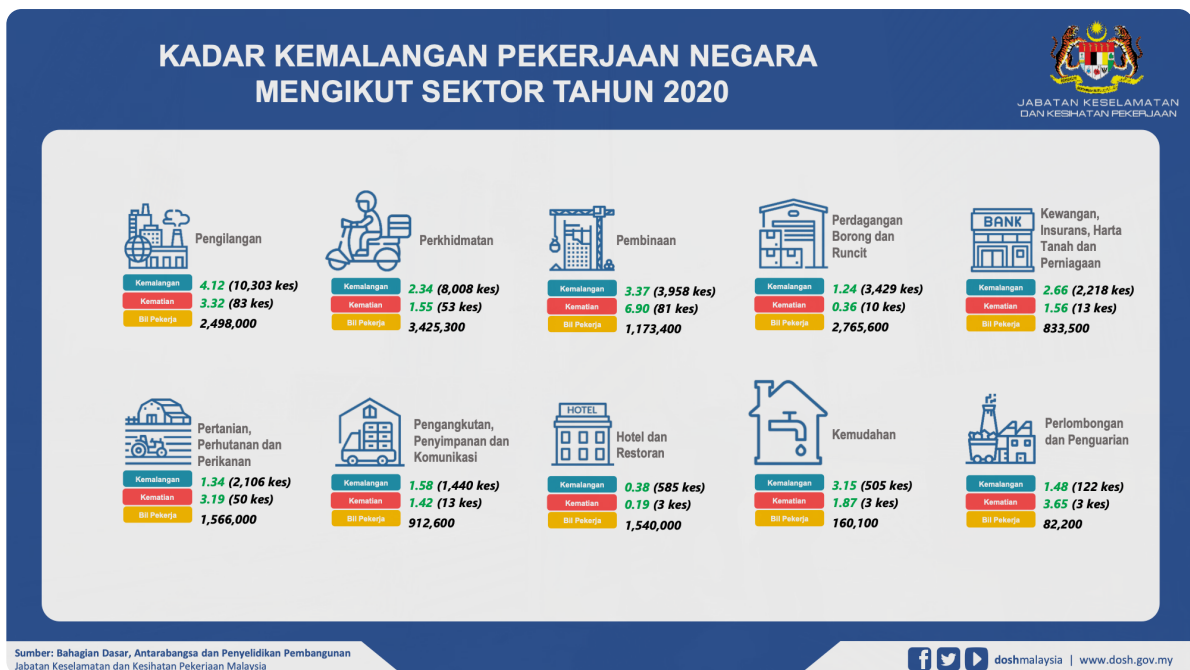 KADAR KEMALANGAN PEKERJAAN NEGARA
MENGIKUT SEKTOR TAHUN 2020
JABATAN KESELAMATAN
DAN KESIHATAN PEKERJAAN
Pengilangan
Kemalangan 4.12 (10,303 kes)
Kematian 3.32 (83 kes)
Bil Pekerja 2,498,000
Perkhidmatan
Kemalangan 2.34 (8,008 kes)
Kematian 1.55 (53 kes)
Bil Pekerja 3,425,300
Pembinaan
Kemalangan 3.37 (3,958 kes)
Kematian 6.90 (81 kes)
Bil Pekerja 1,173,400
Perdagangan
Borong dan
Runcit
Kemalangan 1.24 (3,429 kes)
Kematian 0.36 (10 kes)
Bil Pekerja 2,765,600
BANK
Kewangan,
Insurans, Harta
Tanah dan
Perniagaan
Kemalangan 2.66 (2,218 kes)
Kematian 1.56 (13 kes)
Bil Pekerja 833,500
Pertanian,
Perhutanan dan
Perikanan
Kemalangan 1.34 (2,106 kes)
Kematian 3.19 (50 kes)
Bil Pekerja 1,566,000
Pengangkutan,
Penyimpanan dan
Komunikasi
Kemalangan 1.58 (1,440 kes)
Kematian 1.42 (13 kes)
Bil Pekerja 912,600
HOTEL
Hotel dan
Restoran
Kemalangan 0.38 (585 kes)
Kematian 0.19 (3 kes)
Bil Pekerja 1,540,000
Kemudahan
Kemalangan 3.15 (505 kes)
Kematian 1.87 (3 kes)
Bil Pekerja 160,100
Perlombongan
dan Penguarian
Kemalangan 1.48 (122 kes)
Kematian 3.65 (3 kes)
Bil Pekerja 82,200
Sumber: Bahagian Dasar, Antarabangsa dan Penyelidikan Pembangunan
Jabatan Keselamatan dan Kesihatan Pekerjaan Malaysia
doshmalaysia | www.dosh.gov.my